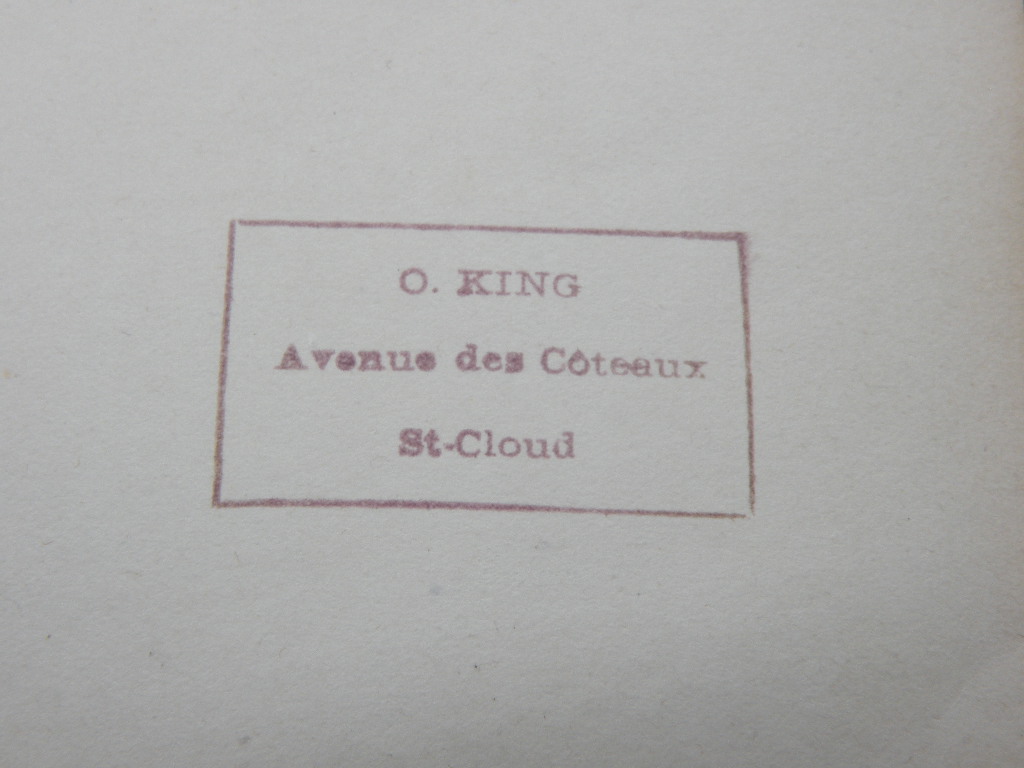 O. KING
Avenue des Côteaux
St-Cloud